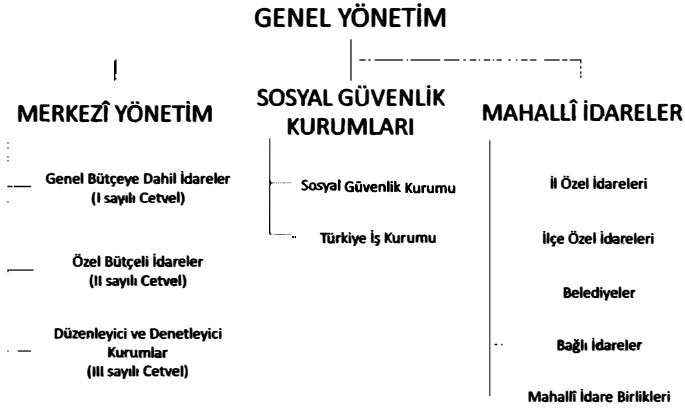 GENEL YÖNETİM
MERKEZÎ YÖNETİM
Genel Bütçeye Dahil İdareler
(I sayılı Cetvel)
Özel Bütçeli İdareler
(II sayılı Cetvel)
Düzenleyici ve Denetleyici
Kurumlar
(III sayılı Cetvel)
SOSYAL GÜVENLİK
KURUMLARI
Sosyal Güvenlik Kurumu
Türkiye İş Kurumu
MAHALLÎ İDARELER
İl Özel İdareleri
İlçe Özel İdareleri
Belediyeler
Bağlı İdareler
Mahallî İdare Birlikleri